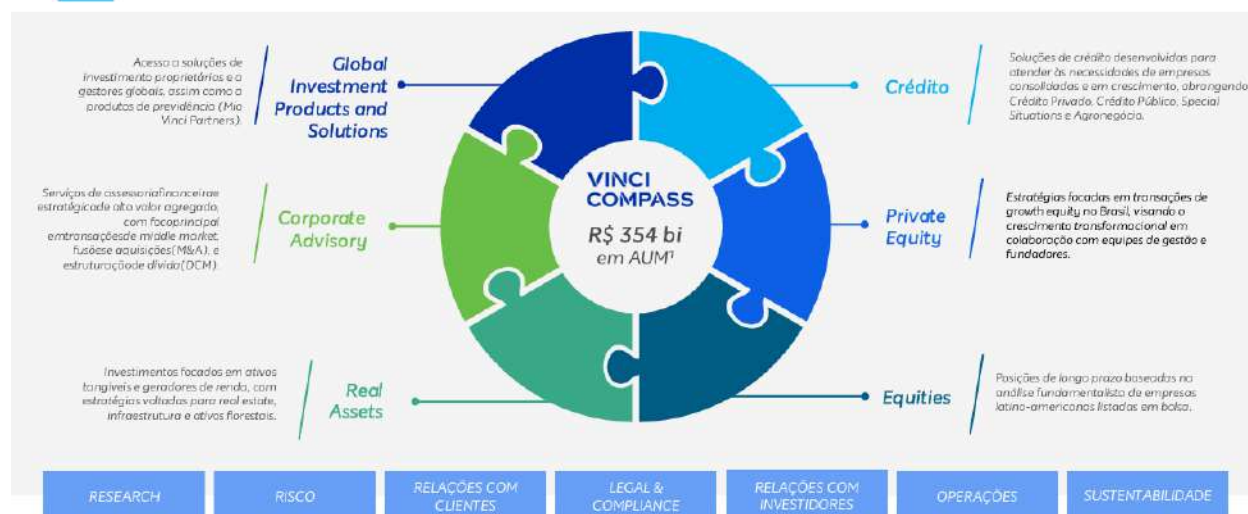 Acesso a soluções de
investimento proprietárias e a
gestores globais, assim como a
produtos de previdência (Mio
Vinci Partners).
Global
Investment
Products and
Solutions
Crédito
Soluções de crédito desenvolvidas para
atender às necessidades de empresas
consolidadas e em crescimento, abrangendo
Crédito Privado, Crédito Público, Special
Situations e Agronegócio.
Serviços de assessoriafinanceirae
estratégicade alto valor agregado,
com focoprincipal
emtransaçõesde middle market,
fusõese aquisições(M&A), e
estruturaçãode dívida(DCM).
Corporate
Advisory
VINCI
COMPASS
R$ 354 bi
em AUM¹
Private
Equity
Estratégias focadas em transações de
growth equity no Brasil, visando o
crescimento transformacional em
colaboração com equipes de gestão e
fundadores.
Investimentos focados em ativos
tangíveis e geradores de renda, com
estratégias voltadas para real estate,
infraestrutura e ativos florestais.
Real
Assets
Equities
Posições de longo prazo baseadas na
análise fundamentalista de empresas
latino-americanas listadas em bolsa.
RESEARCH
RISCO
RELAÇÕES COM
CLIENTES
LEGAL &
COMPLIANCE
RELAÇÕES COM
INVESTIDORES
OPERAÇÕES
SUSTENTABILIDADE